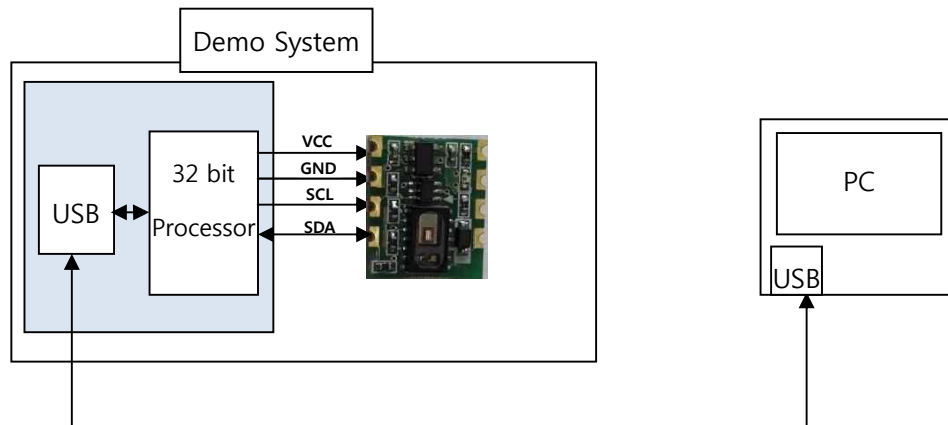 Demo System
USB
32 bit
Processor
VCC
GND
SCL
SDA
PC
USB